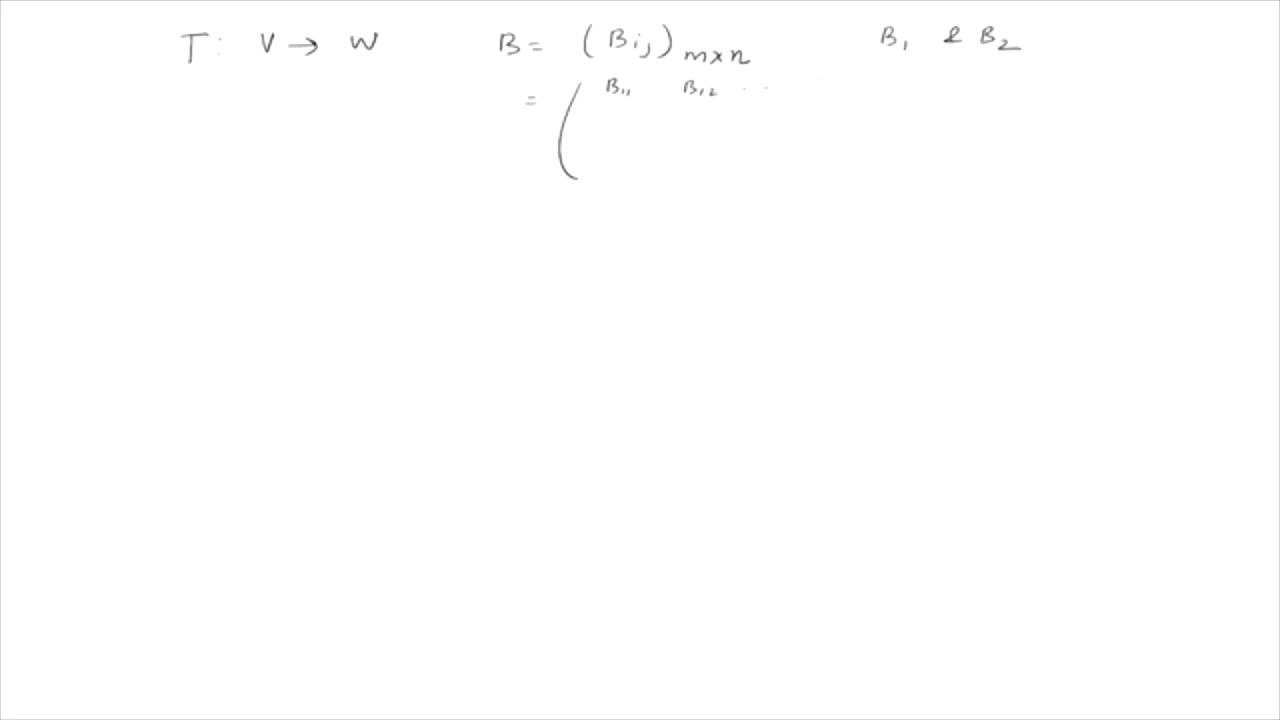 T: V → W B = (Bij)m×n B1 & B2
= ( B11 B12 ...